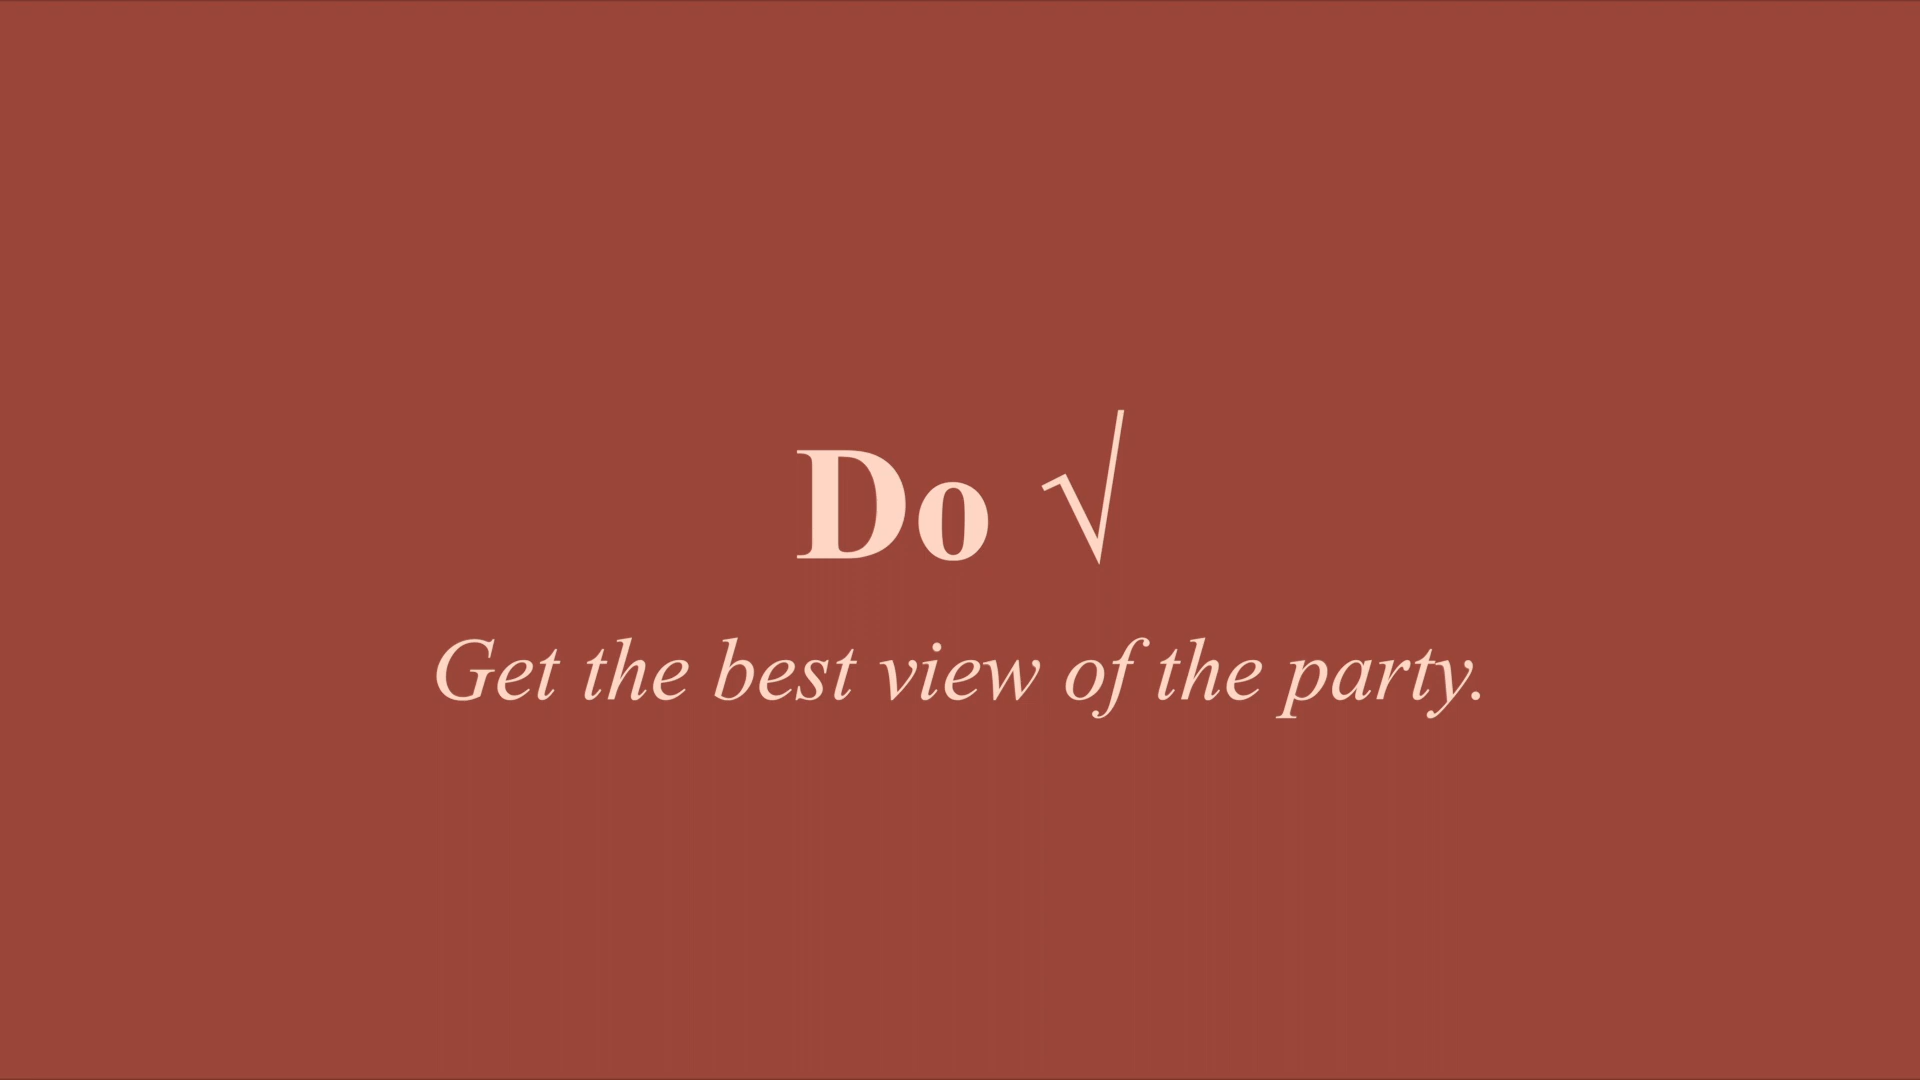 Do √
Get the best view of the party.